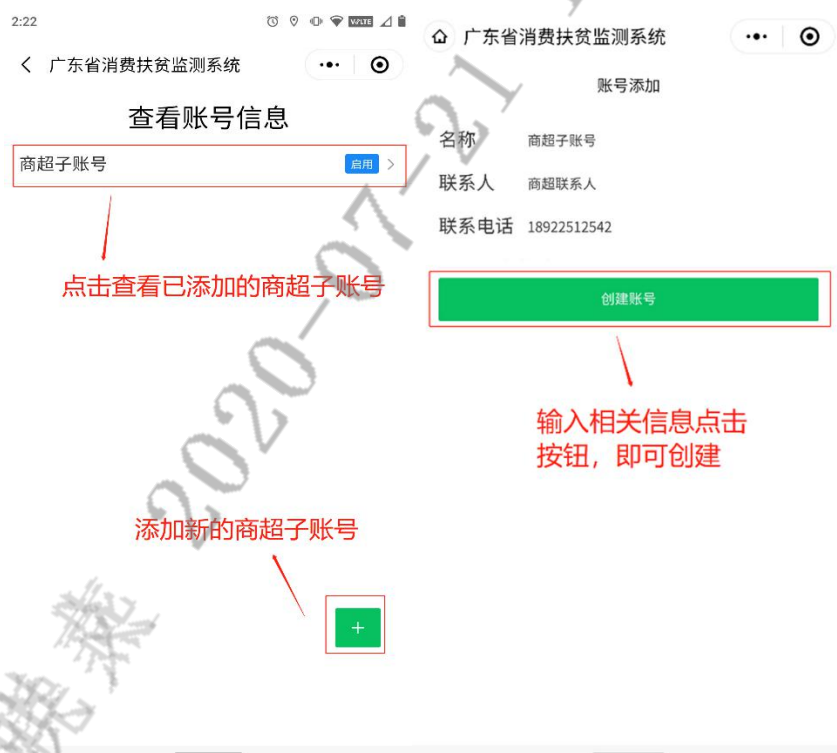 2:22
VoLTE
广东省消费扶贫监测系统
查看账号信息
商超子账号
启用
点击查看已添加的商超子账号
添加新的商超子账号
+
广东省消费扶贫监测系统
账号添加
名称 商超子账号
联系人 商超联系人
联系电话 18922512542
创建账号
输入相关信息点击
按钮，即可创建
2020-07-21